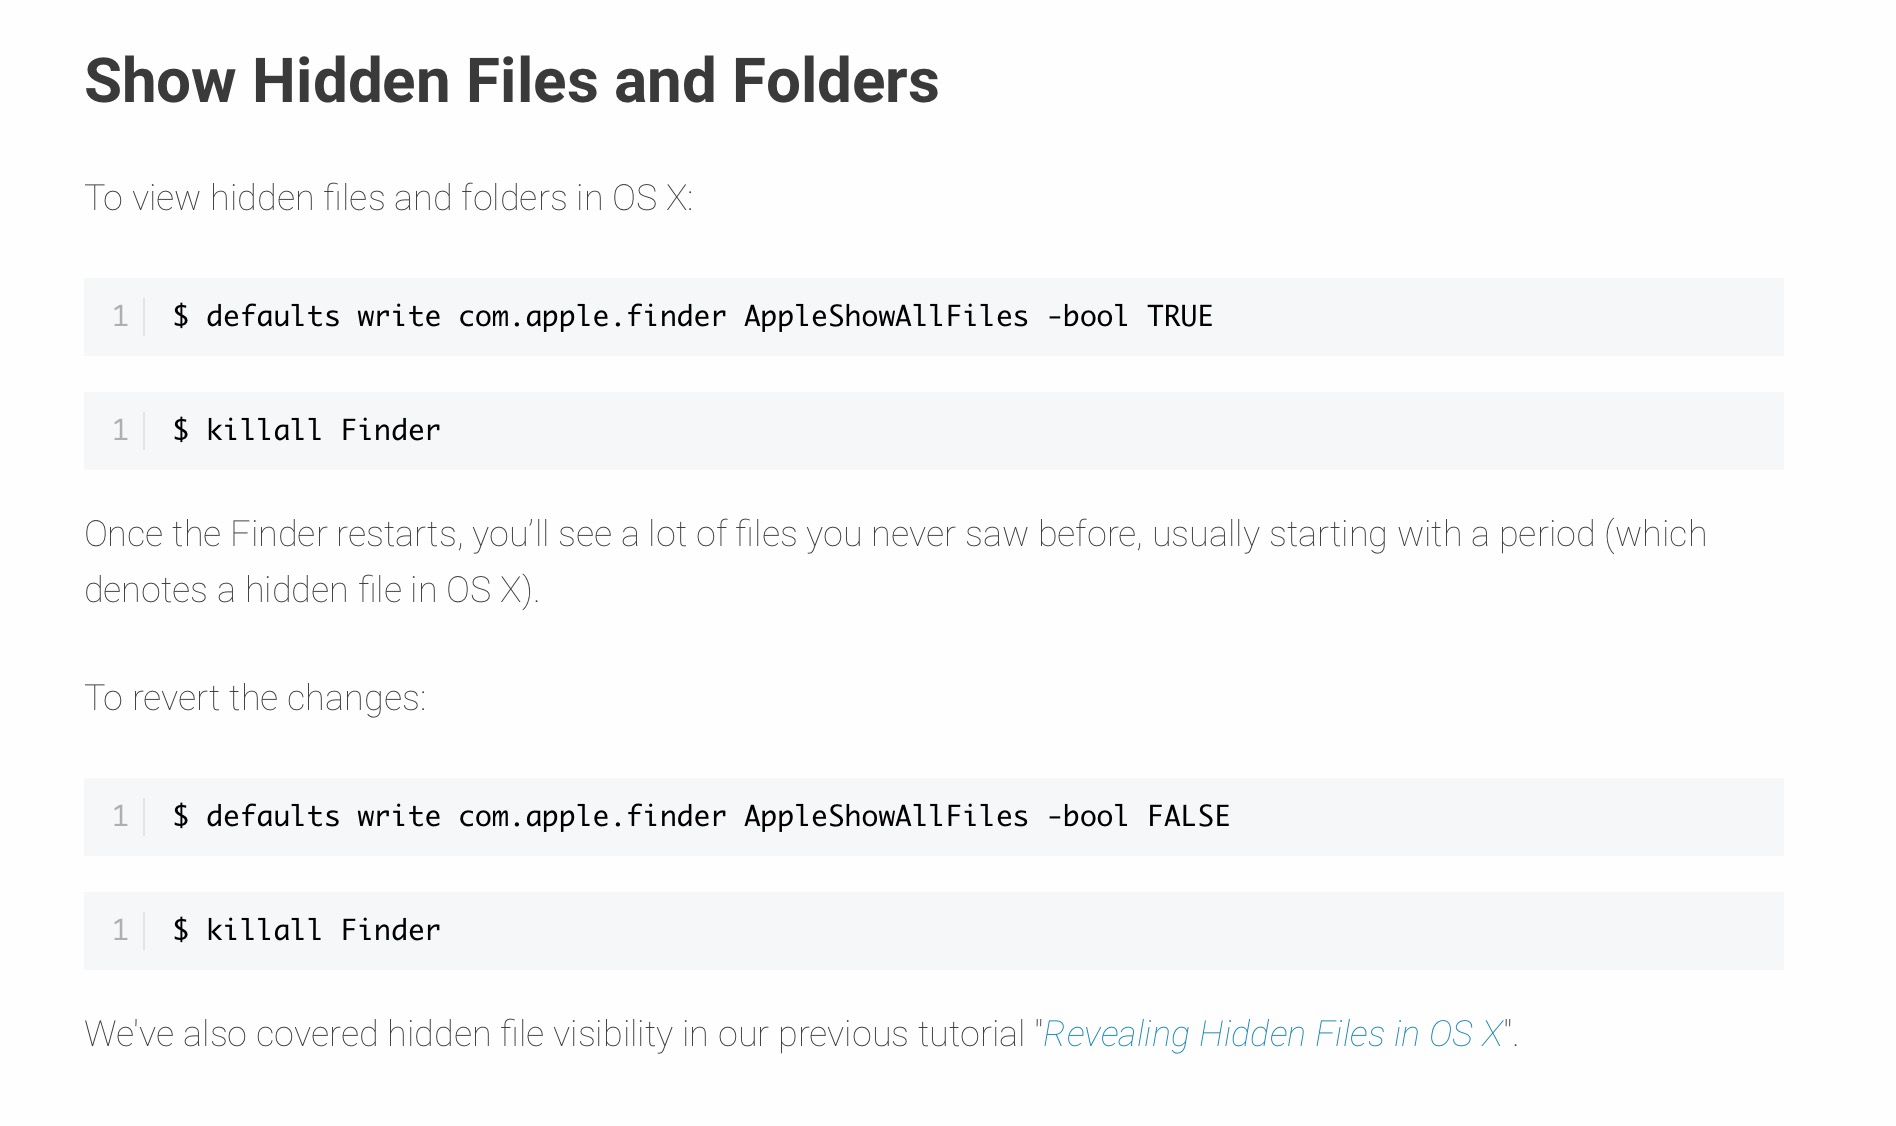 Show Hidden Files and Folders
To view hidden files and folders in OS X:
1 $ defaults write com.apple.finder AppleShowAllFiles -bool TRUE
1 $ killall Finder
Once the Finder restarts, you’ll see a lot of files you never saw before, usually starting with a period (which
denotes a hidden file in OS X).
To revert the changes:
1 $ defaults write com.apple.finder AppleShowAllFiles -bool FALSE
1 $ killall Finder
We've also covered hidden file visibility in our previous tutorial "Revealing Hidden Files in OS X".